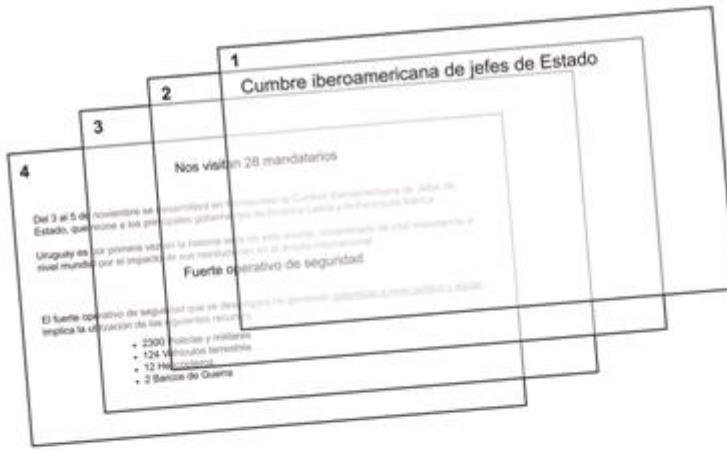 1
Cumbre iberoamericana de jefes de Estado
2
3
Nos visitan 28 mandatarios
4
Del 3 al 5 de noviembre se desarrollará en Montevideo la Cumbre Iberoamericana de Jefes de
Estado, que reúne a los principales gobernantes de América Latina y la Península Ibérica
Uruguay es por primera vez en la historia sede de este evento, considerado de vital importancia a
nivel mundial por el impacto de sus resoluciones en el ámbito internacional
Fuerte operativo de seguridad
El fuerte operativo de seguridad que se desplegará
implica la utilización de los siguientes recursos
• 2300 Policías y militares
• 124 Vehículos terrestres
• 12 Helicópteros
• 2 Barcos de Guerra